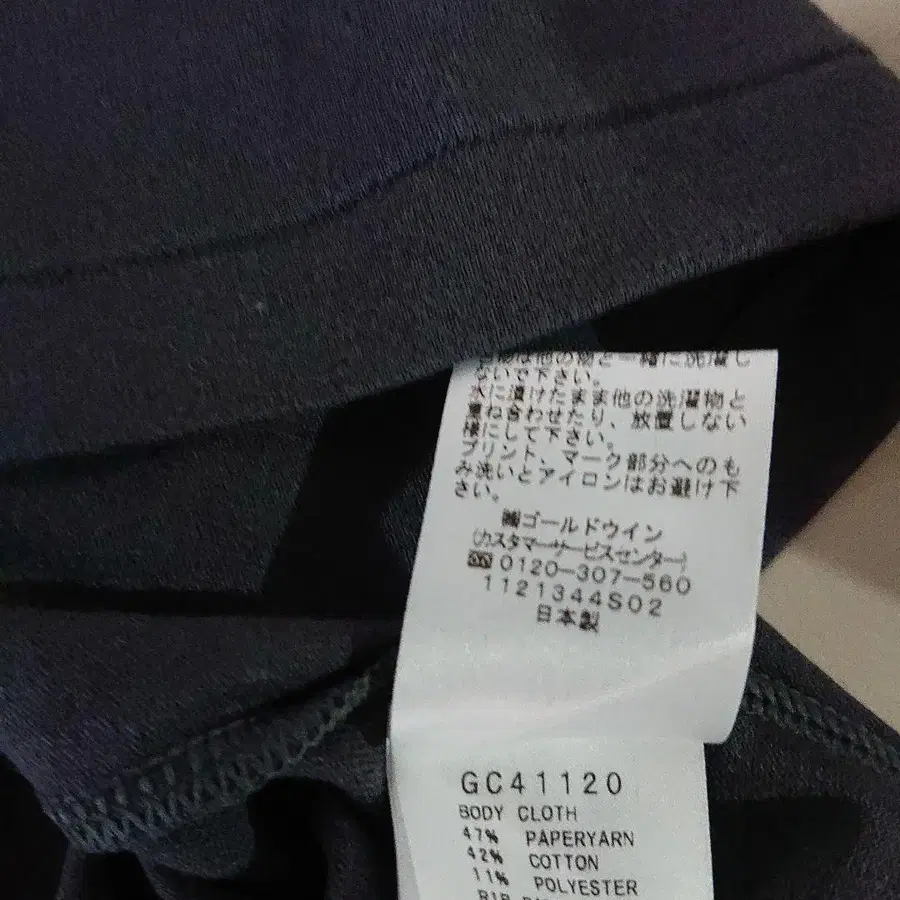 物は他の物と一緒に洗濯し
ないで下さい。
水に漬けたまま他の洗濯物と
重ね合わせたり、放置しない
様にして下さい。
プリント、マーク部分へのも
み洗いとアイロンはお避け下
さい。
㈱ゴールドウイン
(カスタマーサービスセンター)
0120-307-560
1121344S02
日本製
GC41120
BODY CLOTH
47% PAPERYARN
42% COTTON
11% POLYESTER
RIB